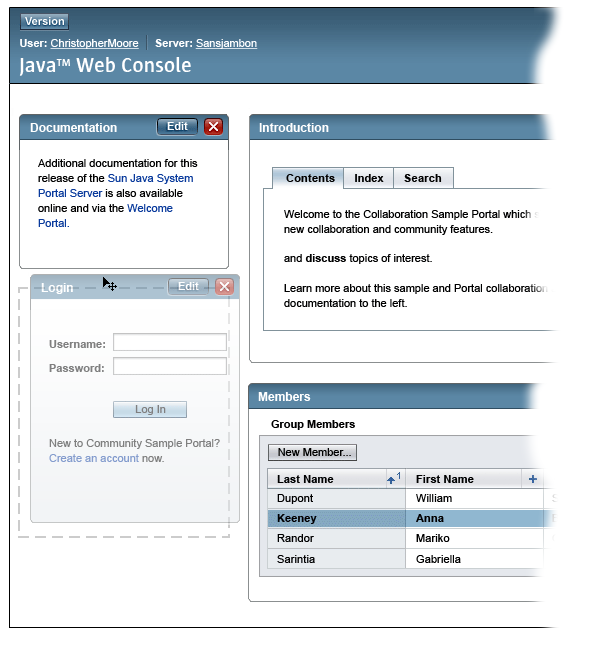 Version
User: ChristopherMoore Server: Sansjambon
Java™ Web Console
Documentation Edit
Additional documentation for this
release of the Sun Java System
Portal Server is also available
online and via the Welcome
Portal.
Login Edit
Username:
Password:
Log In
New to Community Sample Portal?
Create an account now.
Introduction
Contents Index Search
Welcome to the Collaboration Sample Portal which
new collaboration and community features.
and discuss topics of interest.
Learn more about this sample and Portal collaboration
documentation to the left.
Members
Group Members
New Member...
Last Name 1 First Name +
Dupont William
Keeney Anna
Randor Mariko
Sarintia Gabriella